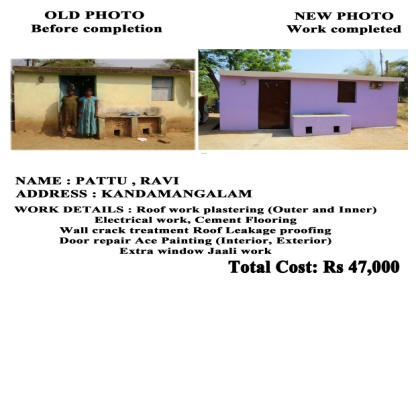 OLD PHOTO
Before completion
NEW PHOTO
Work completed
NAME : PATTU , RAVI
ADDRESS : KANDAMANGALAM
WORK DETAILS : Roof work plastering (Outer and Inner)
Electrical work, Cement Flooring
Wall crack treatment Roof Leakage proofing
Door repair Ace Painting (Interior, Exterior)
Extra window Jaali work
Total Cost: Rs 47,000